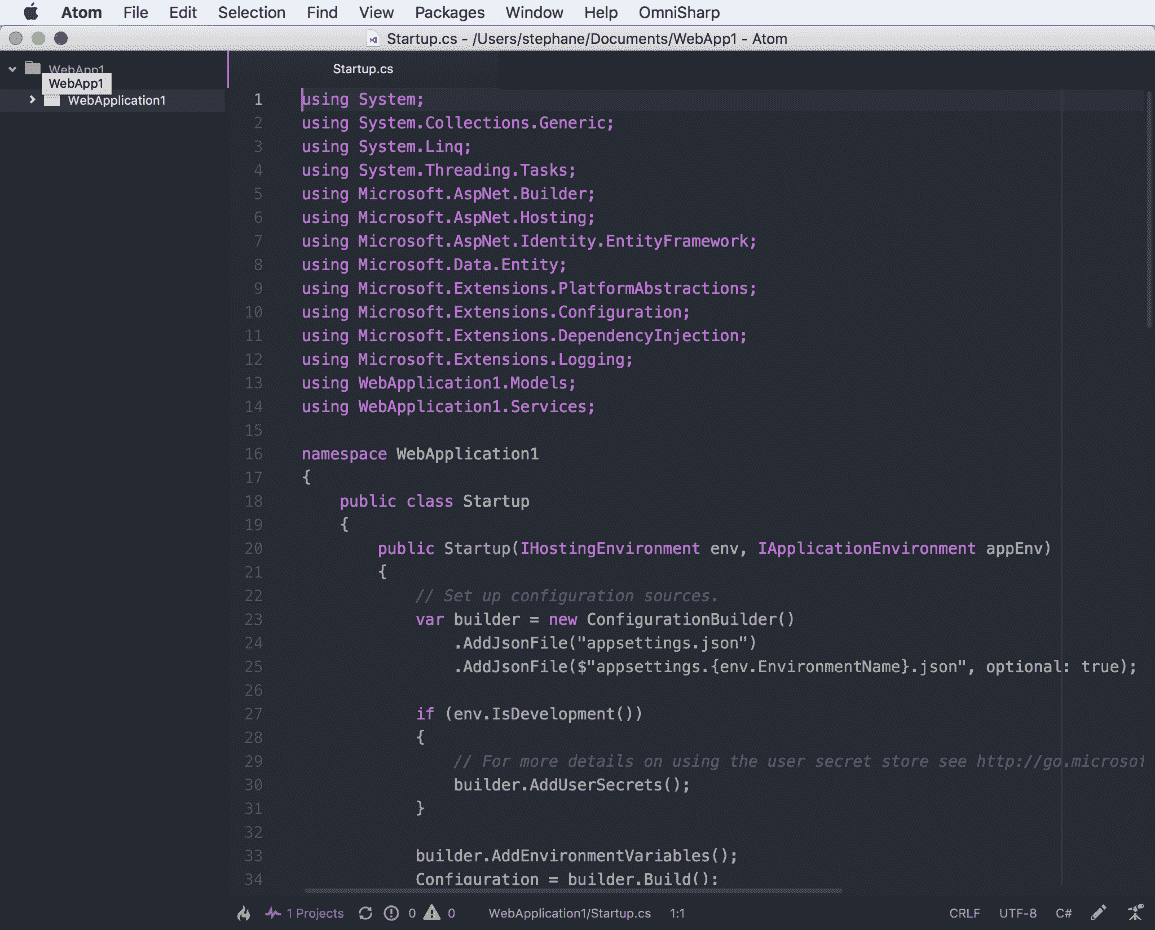 Atom File Edit Selection Find View Packages Window Help OmniSharp
Startup.cs - /Users/stephane/Documents/WebApp1 - Atom
WebApp1
WebApp1
WebApplication1
Startup.cs
1 using System;
2 using System.Collections.Generic;
3 using System.Linq;
4 using System.Threading.Tasks;
5 using Microsoft.AspNet.Builder;
6 using Microsoft.AspNet.Hosting;
7 using Microsoft.AspNet.Identity.EntityFramework;
8 using Microsoft.Data.Entity;
9 using Microsoft.Extensions.PlatformAbstractions;
10 using Microsoft.Extensions.Configuration;
11 using Microsoft.Extensions.DependencyInjection;
12 using Microsoft.Extensions.Logging;
13 using WebApplication1.Models;
14 using WebApplication1.Services;
15
16 namespace WebApplication1
17 {
18 public class Startup
19 {
20 public Startup(IHostingEnvironment env, IApplicationEnvironment appEnv)
21 {
22 // Set up configuration sources.
23 var builder = new ConfigurationBuilder()
24 .AddJsonFile("appsettings.json")
25 .AddJsonFile($"appsettings.{env.EnvironmentName}.json", optional: true);
26
27 if (env.IsDevelopment())
28 {
29 // For more details on using the user secret store see http://go.microsof
30 builder.AddUserSecrets();
31 }
32
33 builder.AddEnvironmentVariables();
34 Configuration = builder.Build();
1 Projects 0 0 WebApplication1/Startup.cs 1:1 CRLF UTF-8 C#